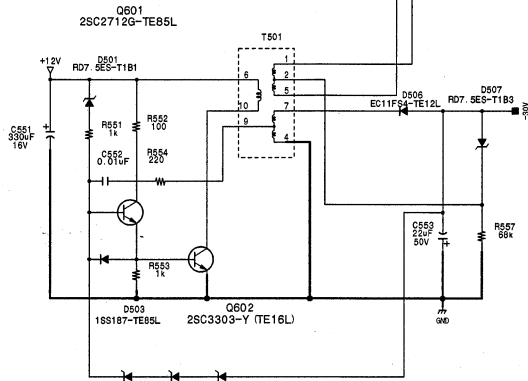 Q601
2SC2712G-TE85L
T501
+12V
D501
RD7.5ES-T1B1
1
6
2
5
D506
EC11FS4-TE12L
D507
RD7.5ES-T1B3
-30V
C551
330uF
16V
R551
1k
R552
100
10
7
9
4
C552
0.01uF
R554
220
C553
22uF
50V
R557
68k
R553
1k
D503
1SS187-TE85L
Q602
2SC3303-Y (TE16L)
GND